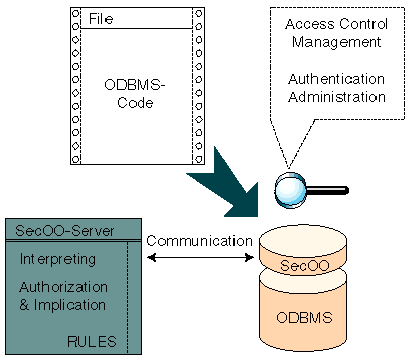 File
ODBMS-
Code
Access Control
Management
Authentication
Administration
SecOO-Server
Interpreting
Authorization
& Implication
RULES
Communication
SecOO
ODBMS